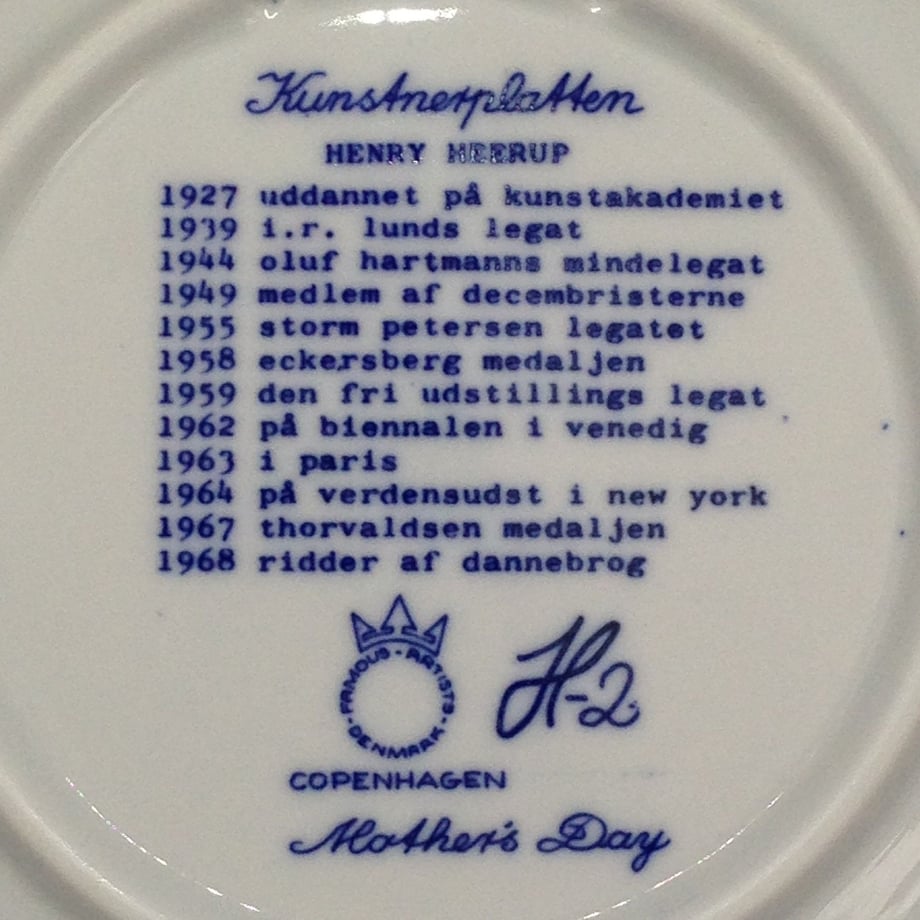 Kunstnerplatten
HENRY HEERUP
1927 uddannet på kunstakademiet
1939 i.r. lunds legat
1944 oluf hartmanns mindelegat
1949 medlem af decembristerne
1955 storm petersen legatet
1958 eckersberg medaljen
1959 den fri udstillings legat
1962 på biennalen i venedig
1963 i paris
1964 på verdensudst i new york
1967 thorvaldsen medaljen
1968 ridder af dannebrog
FAMOUS - ARTISTS - DENMARK -
H-2
COPENHAGEN
Mother's Day